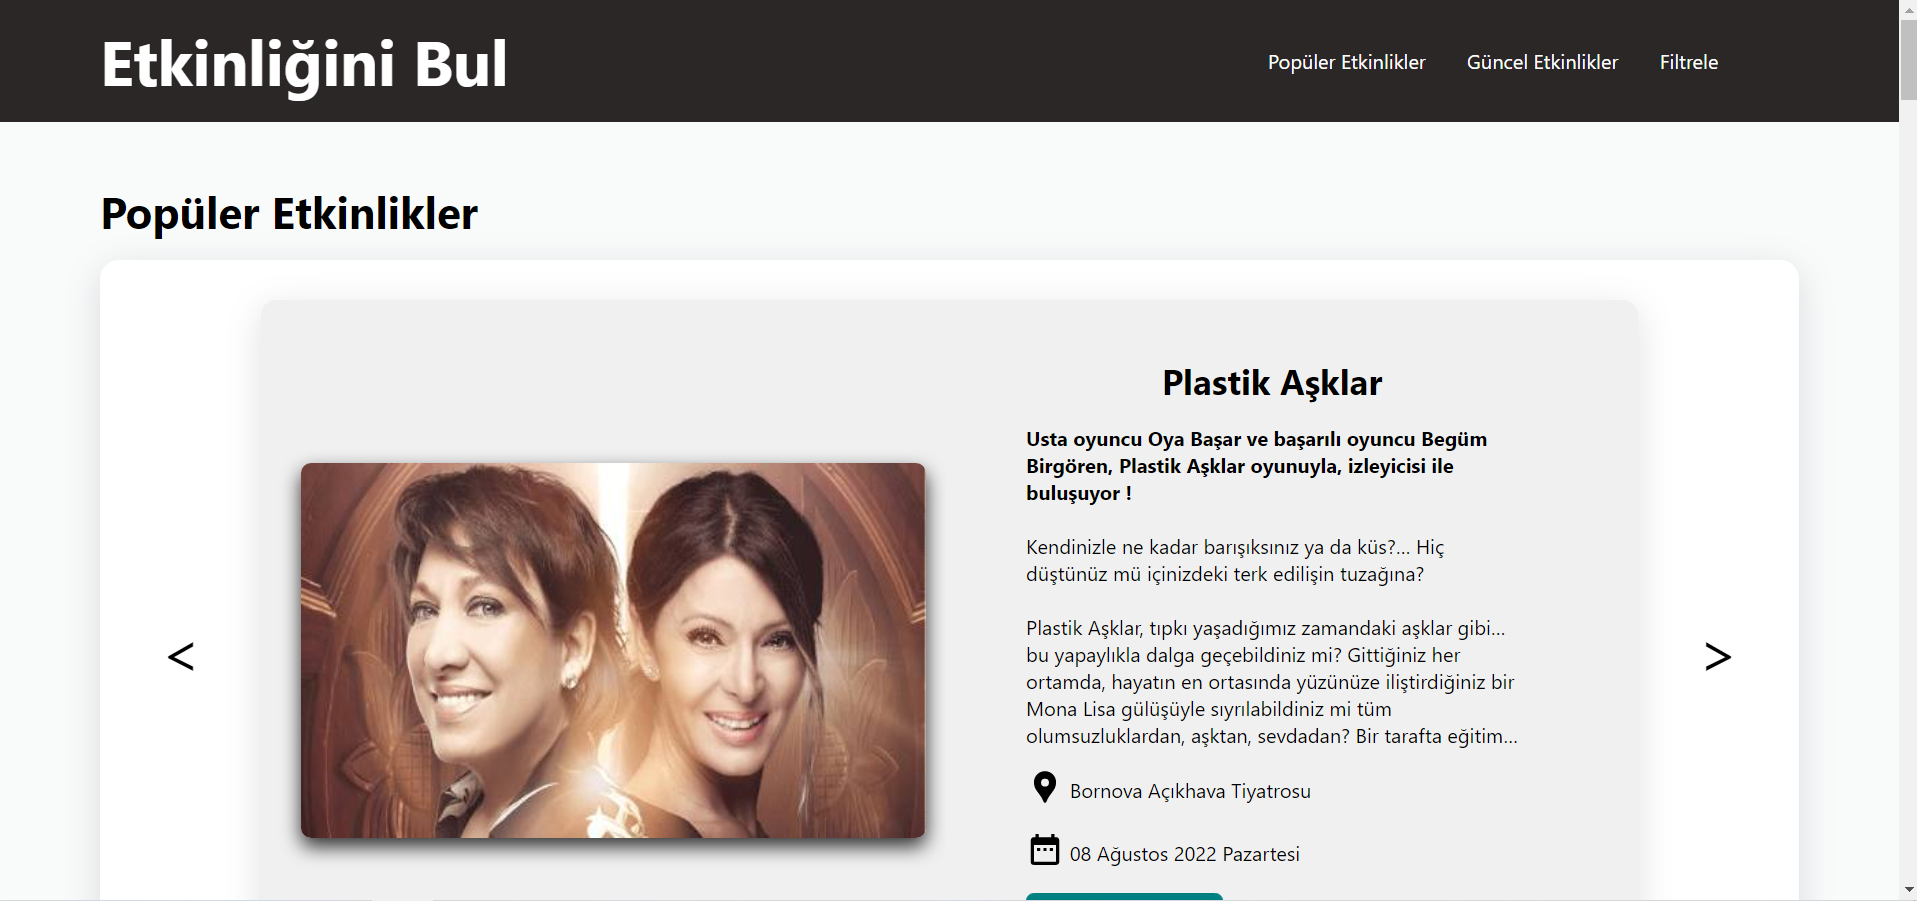 Etkinliğini Bul
Popüler Etkinlikler
Güncel Etkinlikler
Filtrele
Popüler Etkinlikler
Plastik Aşklar
Usta oyuncu Oya Başar ve başarılı oyuncu Begüm
Birgören, Plastik Aşklar oyunuyla, izleyicisi ile
buluşuyor !
Kendinizle ne kadar barışıksınız ya da küs?... Hiç
düştünüz mü içinizdeki terk edilişin tuzağına?
Plastik Aşklar, tıpkı yaşadığımız zamandaki aşklar gibi...
bu yapaylıkla dalga geçebildiniz mi? Gittiğiniz her
ortamda, hayatın en ortasında yüzünüze iliştirdiğiniz bir
Mona Lisa gülüşüyle sıyrılabildiniz mi tüm
olumsuzluklardan, aşktan, sevdadan? Bir tarafta eğitim...
<
>
Bornova Açıkhava Tiyatrosu
08 Ağustos 2022 Pazartesi